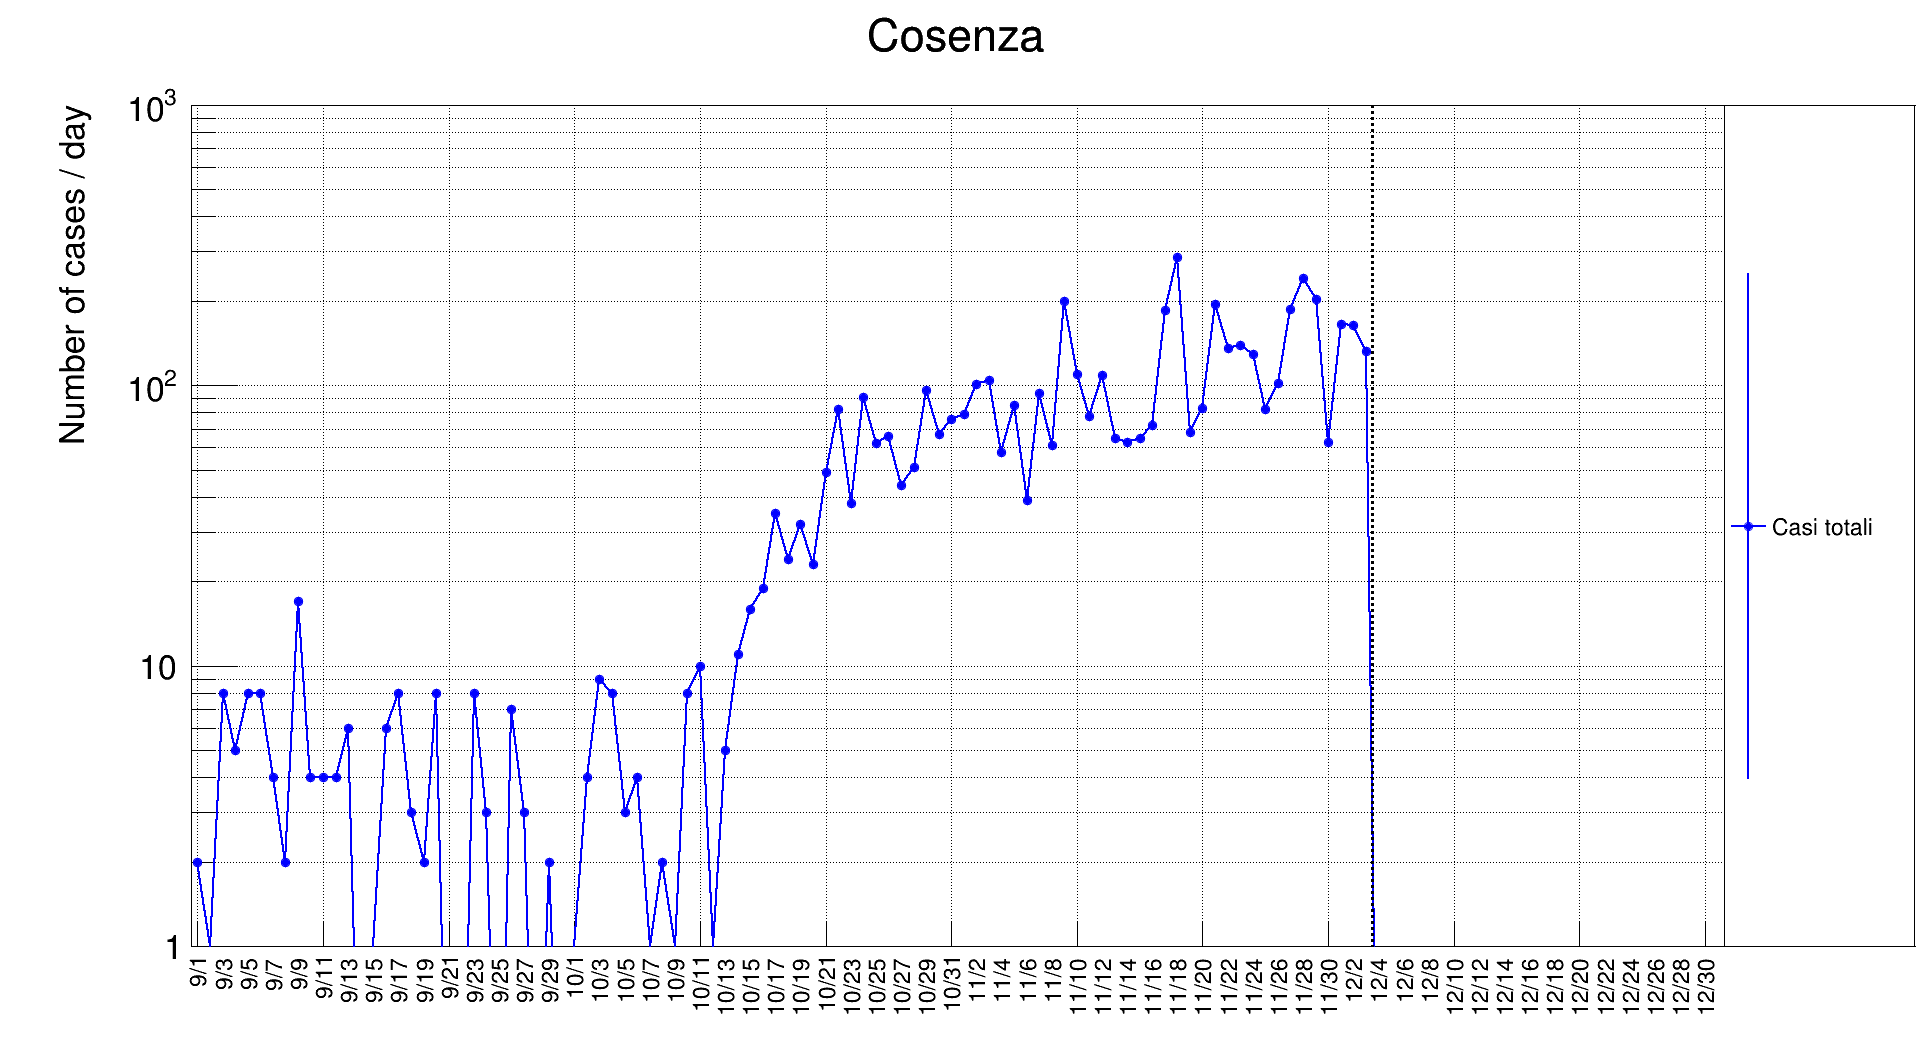 Cosenza
Number of cases / day
10³
10²
10
1
9/1 9/3 9/5 9/7 9/9 9/11 9/13 9/15 9/17 9/19 9/21 9/23 9/25 9/27 9/29 10/1 10/3 10/5 10/7 10/9 10/11 10/13 10/15 10/17 10/19 10/21 10/23 10/25 10/27 10/29 10/31 11/2 11/4 11/6 11/8 11/10 11/12 11/14 11/16 11/18 11/20 11/22 11/24 11/26 11/28 11/30 12/2 12/4 12/6 12/8 12/10 12/12 12/14 12/16 12/18 12/20 12/22 12/24 12/26 12/28 12/30
Casi totali